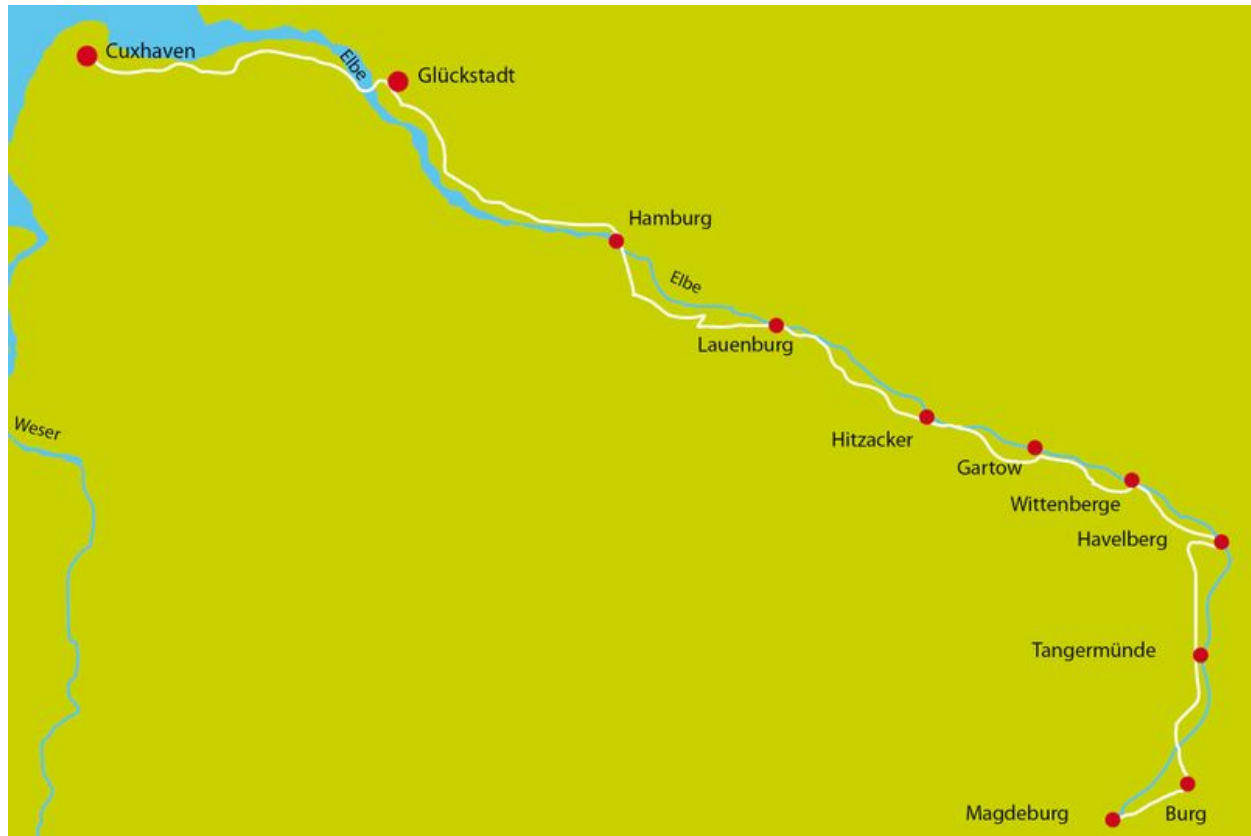 Cuxhaven
Elbe
Glückstadt
Hamburg
Elbe
Lauenburg
Weser
Hitzacker
Gartow
Wittenberge
Havelberg
Tangermünde
Magdeburg
Burg